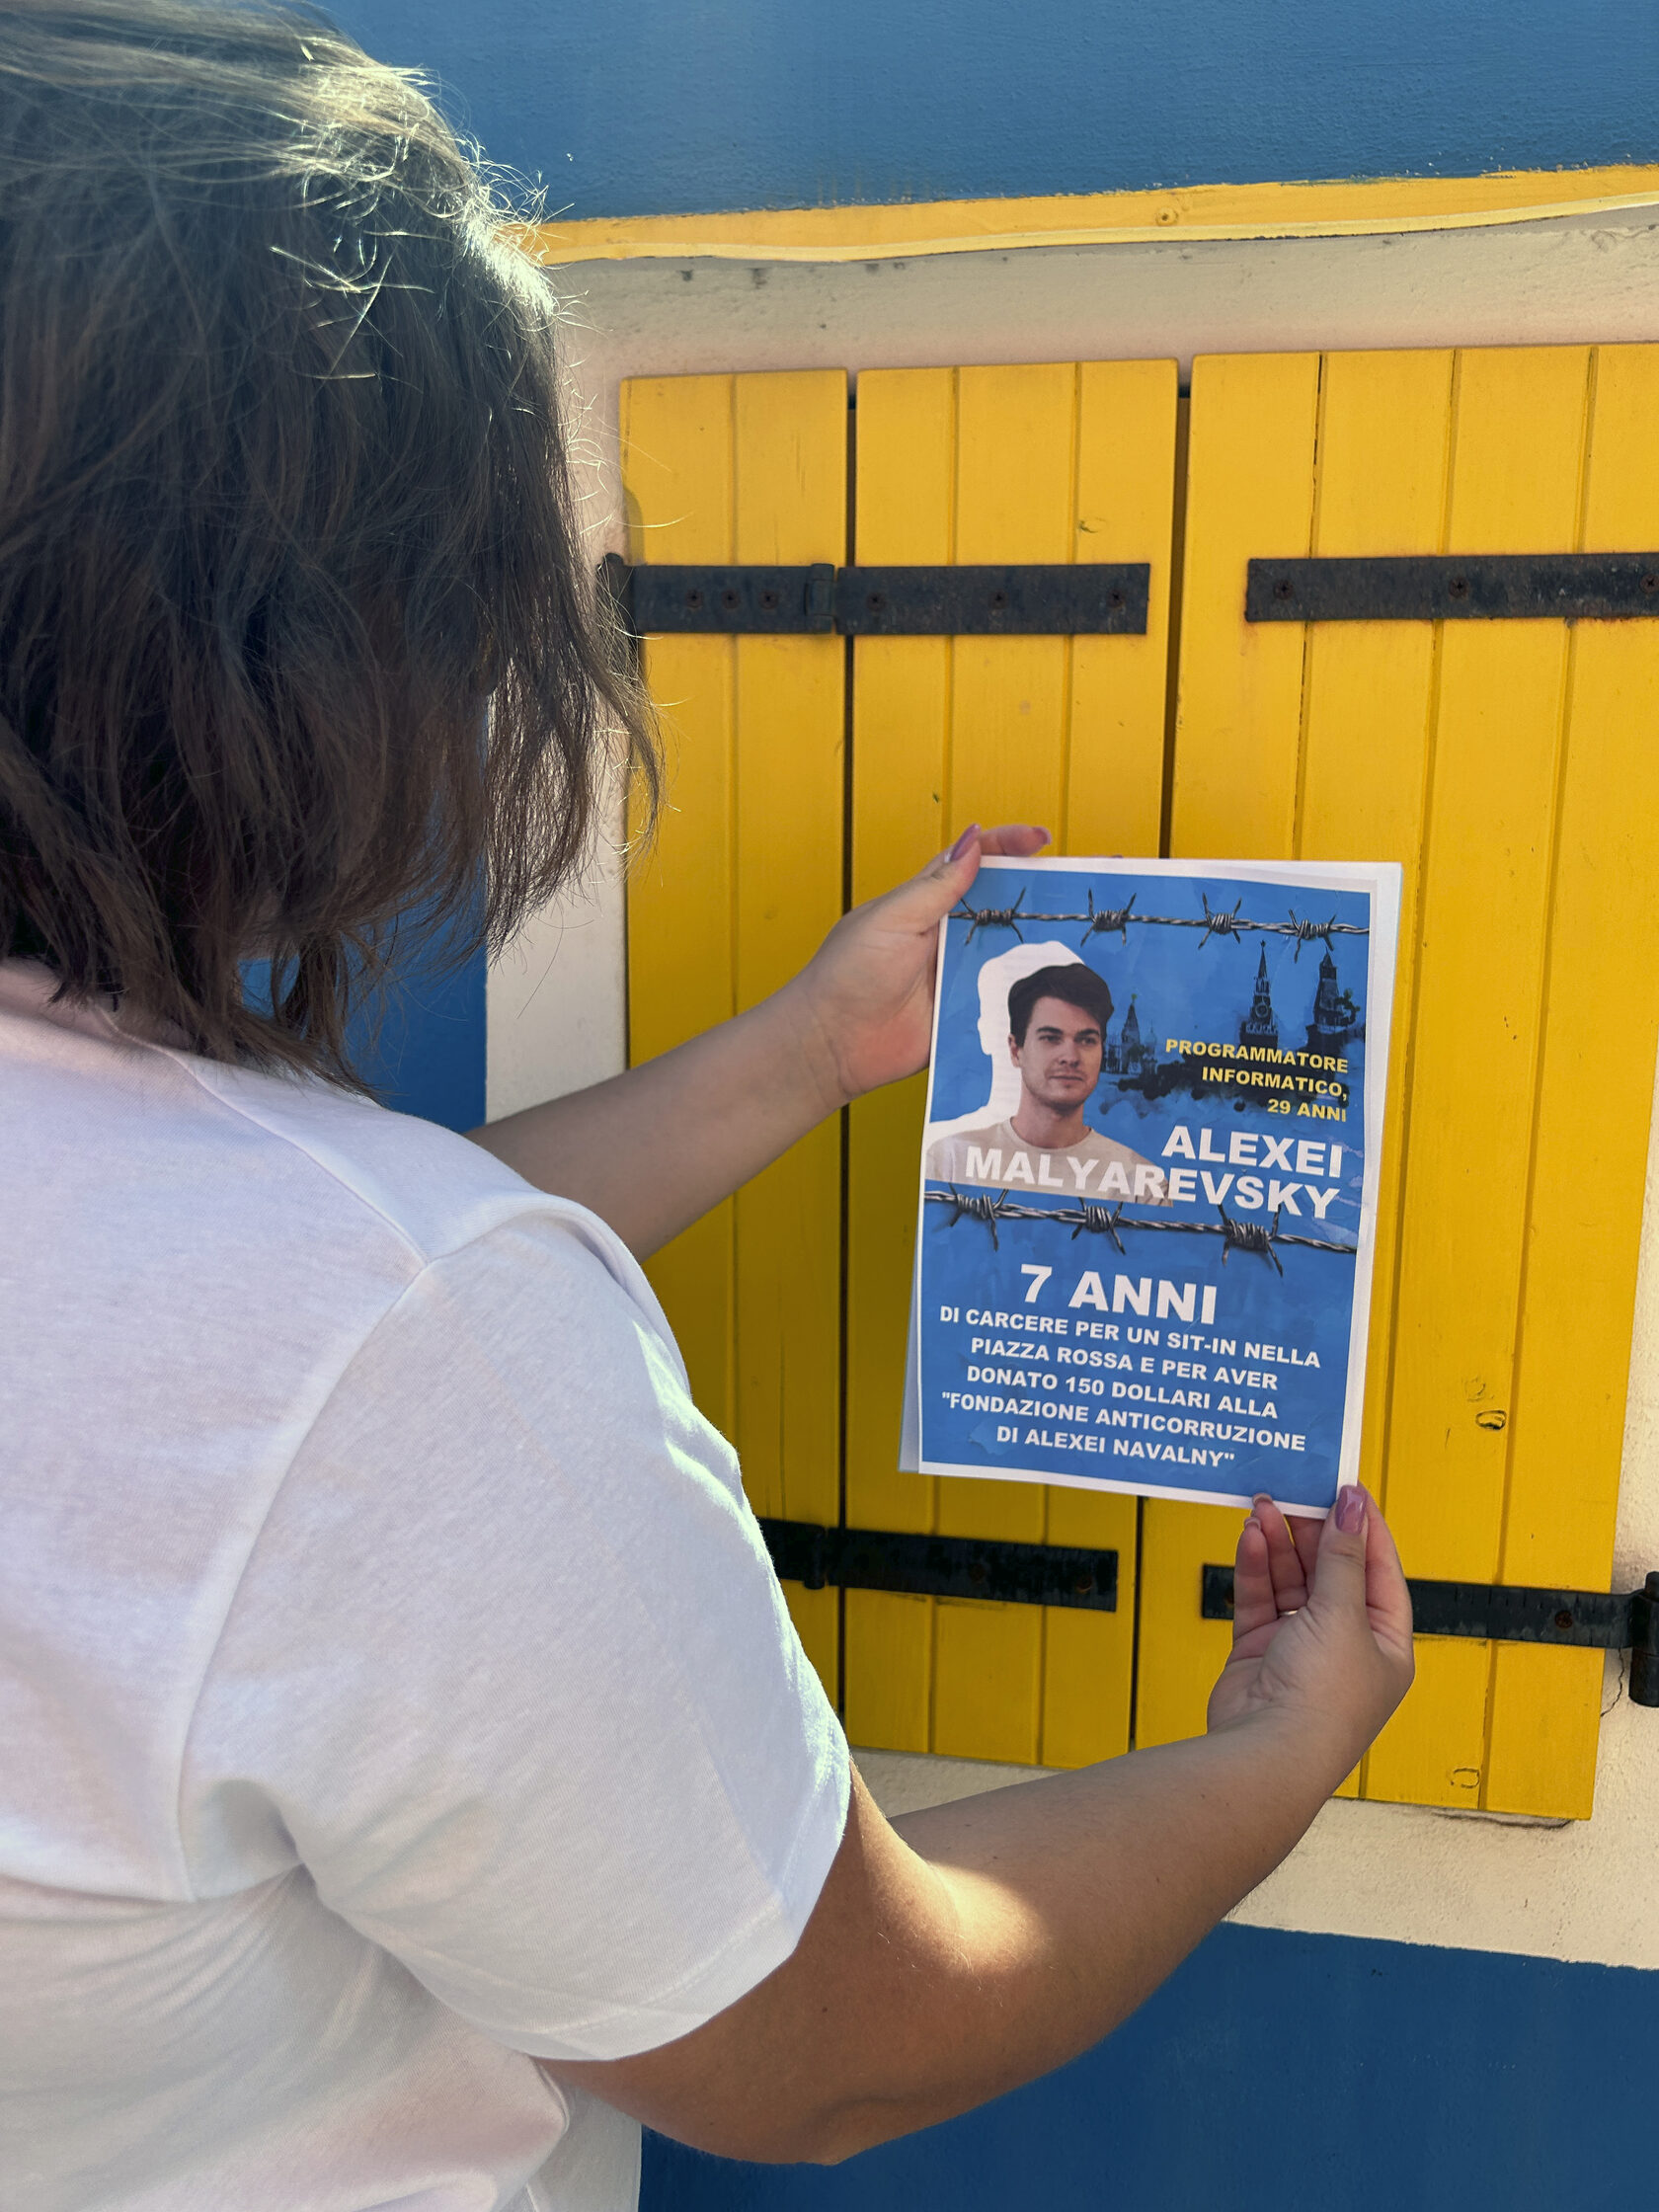 PROGRAMMATORE
INFORMATICO,
29 ANNI
ALEXEI
MALYAREVSKY
7 ANNI
DI CARCERE PER UN SIT-IN NELLA
PIAZZA ROSSA E PER AVER
DONATO 150 DOLLARI ALLA
"FONDAZIONE ANTICORRUZIONE
DI ALEXEI NAVALNY"